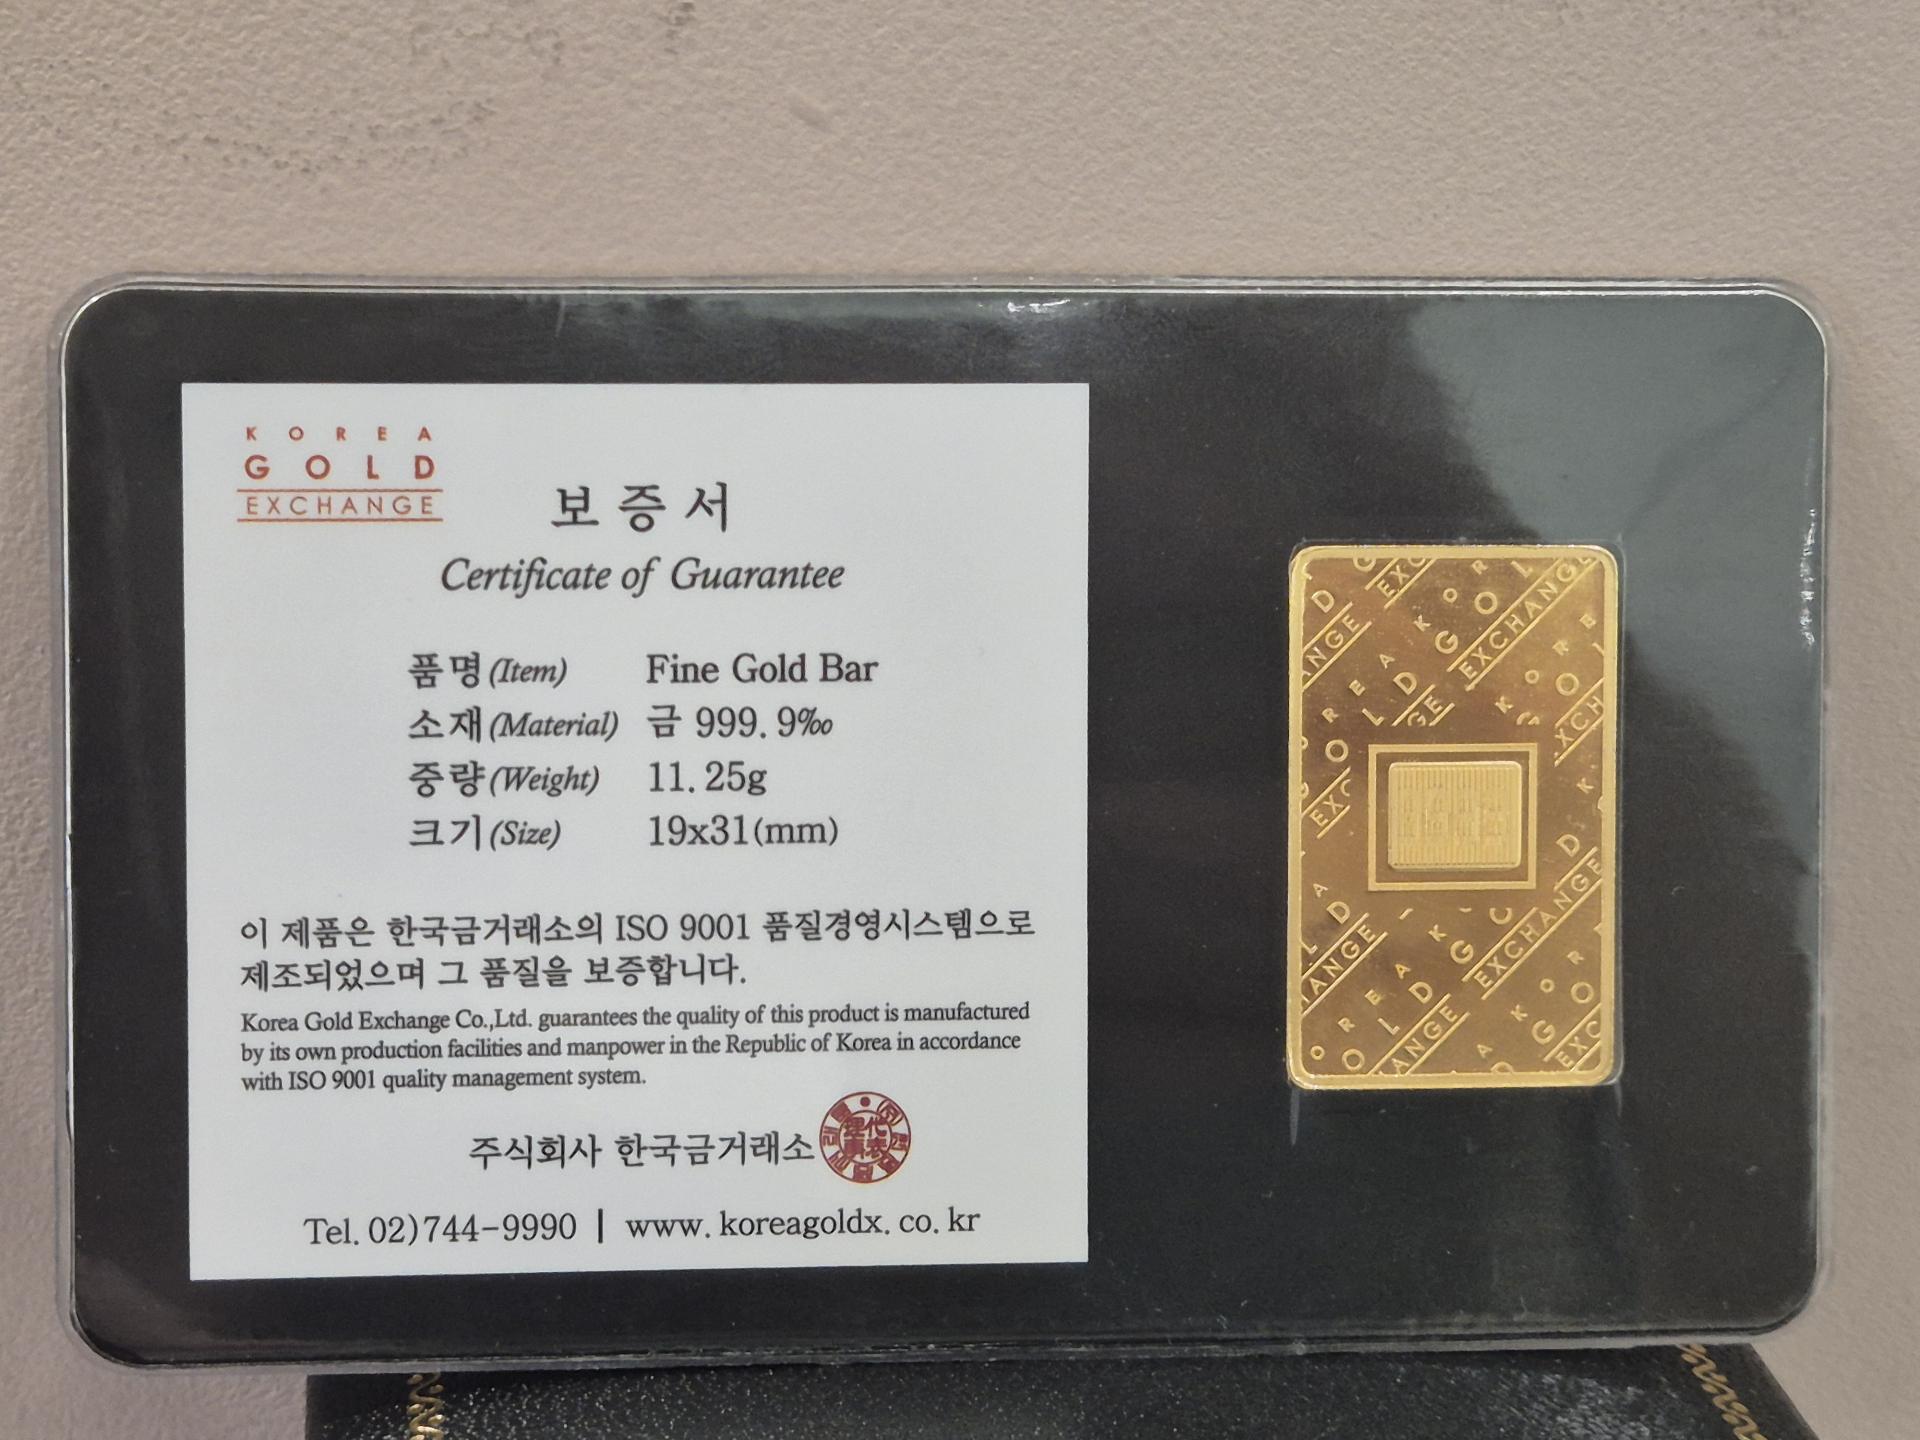 KOREA
GOLD
EXCHANGE
보증서
Certificate of Guarantee
품명(Item) Fine Gold Bar
소재(Material) 금 999.9‰
중량(Weight) 11.25g
크기(Size) 19x31(mm)
이 제품은 한국금거래소의 ISO 9001 품질경영시스템으로
제조되었으며 그 품질을 보증합니다.
Korea Gold Exchange Co.,Ltd. guarantees the quality of this product is manufactured
by its own production facilities and manpower in the Republic of Korea in accordance
with ISO 9001 quality management system.
주식회사 한국금거래소
Tel. 02)744-9990 | www.koreagoldx.co.kr
KOREA
GOLD
EXCHANGE